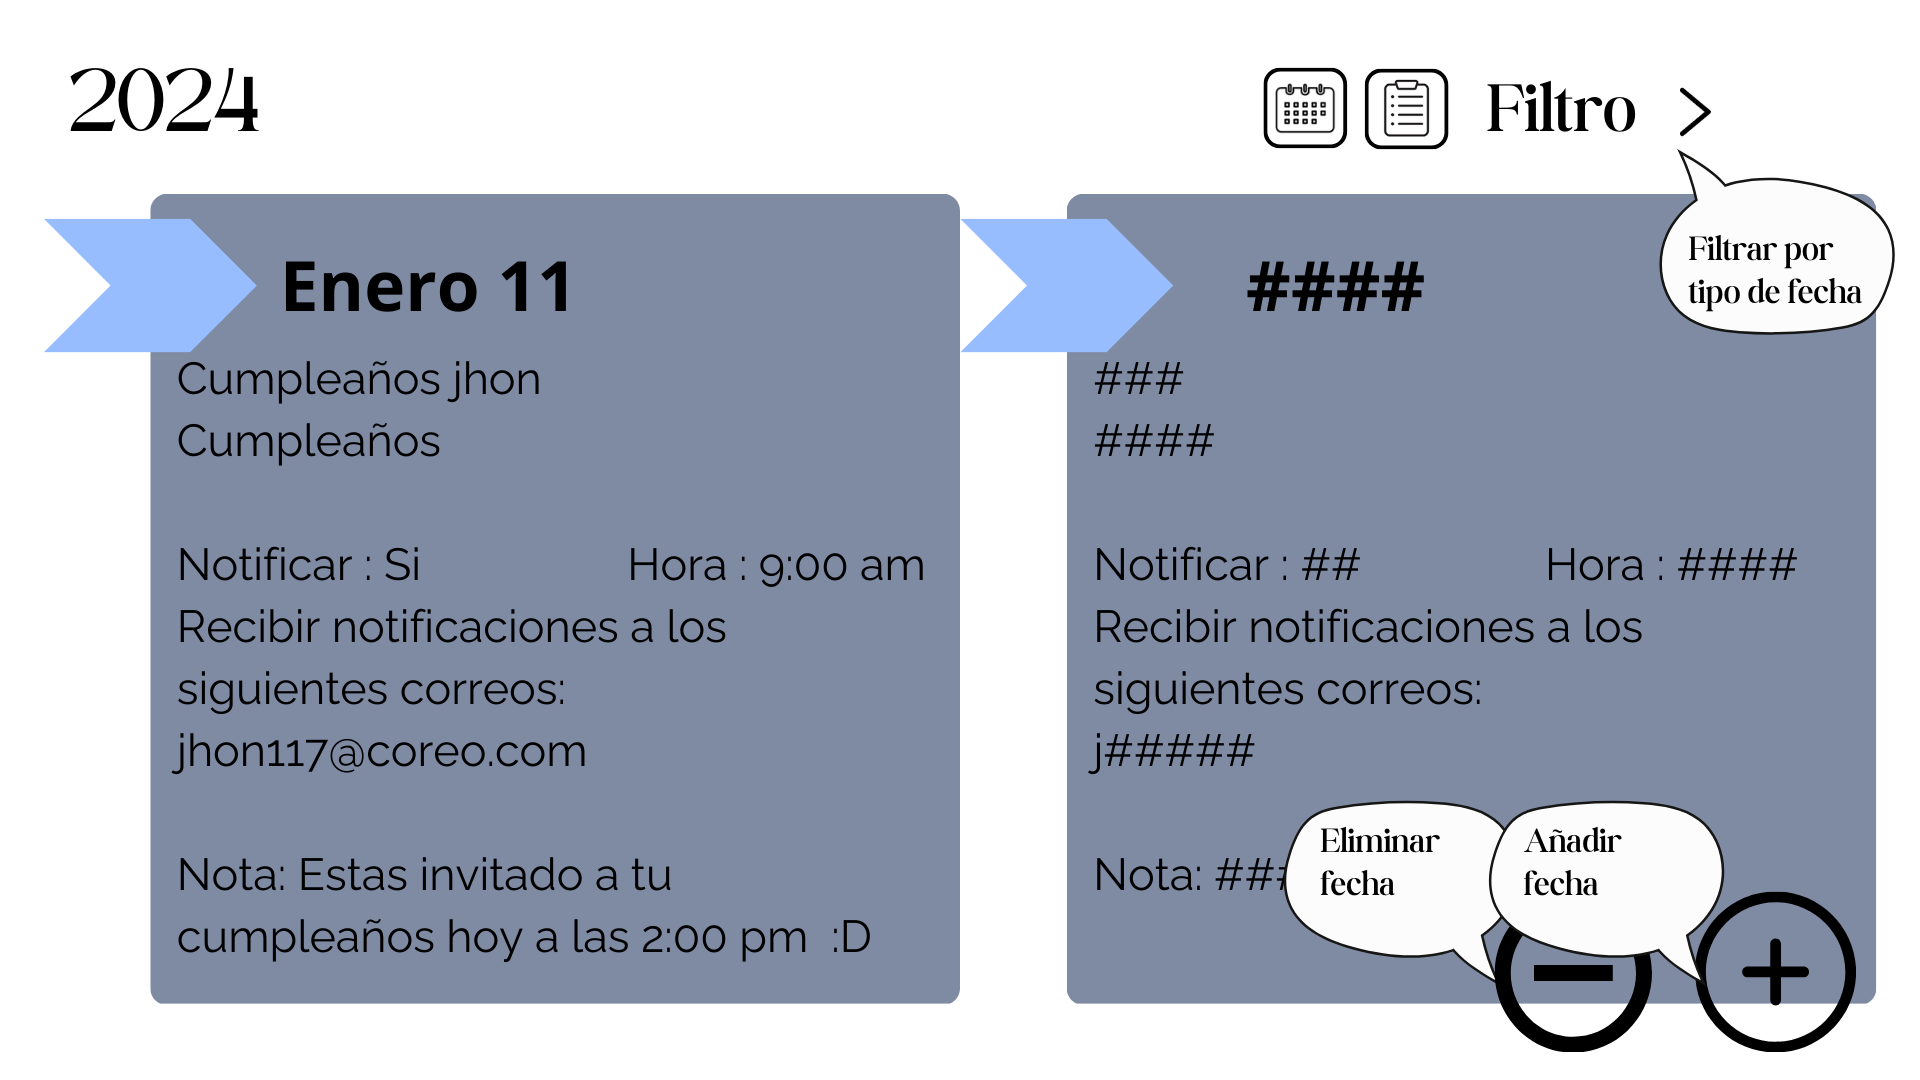 2024
Filtro
Filtrar por
tipo de fecha
Enero 11
Cumpleaños jhon
Cumpleaños
Notificar : Si Hora : 9:00 am
Recibir notificaciones a los
siguientes correos:
jhon117@coreo.com
Nota: Estas invitado a tu
cumpleaños hoy a las 2:00 pm :D
####
###
####
Notificar : ## Hora : ####
Recibir notificaciones a los
siguientes correos:
j#####
Nota: ###
Eliminar
fecha
Añadir
fecha